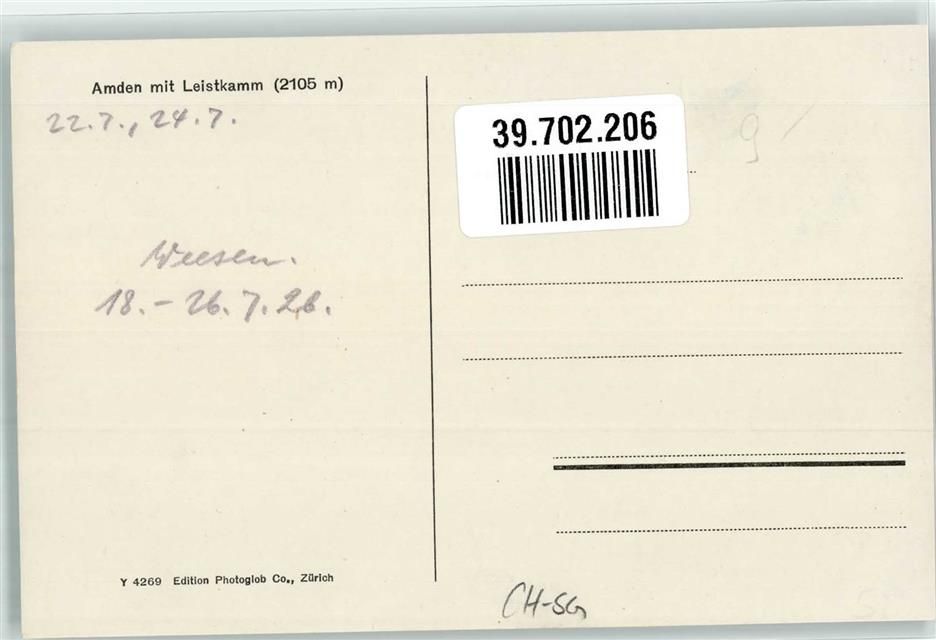 Amden mit Leistkamm (2105 m)
22.7., 24.7.
Weesen.
18. – 26.7.26.
Y 4269 Edition Photoglob Co., Zürich
39.702.206
9
CH-SG